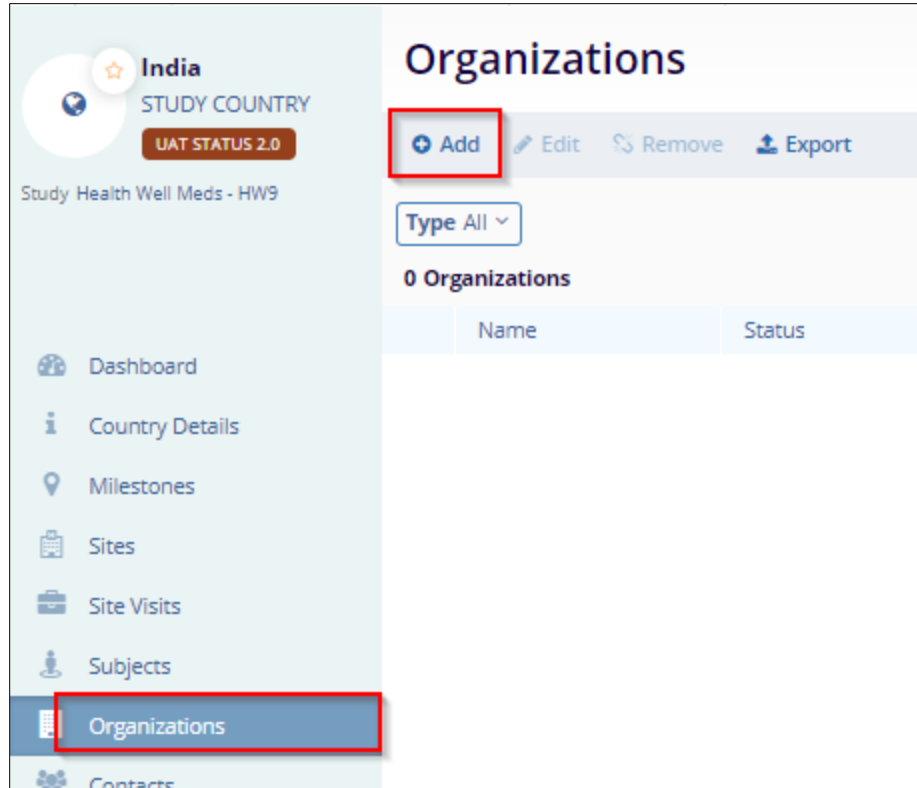 India
STUDY COUNTRY
UAT STATUS 2.0
Study Health Well Meds - HW9
Dashboard
Country Details
Milestones
Sites
Site Visits
Subjects
Organizations
Contacts
Organizations
Add Edit Remove Export
Type All
0 Organizations
Name Status